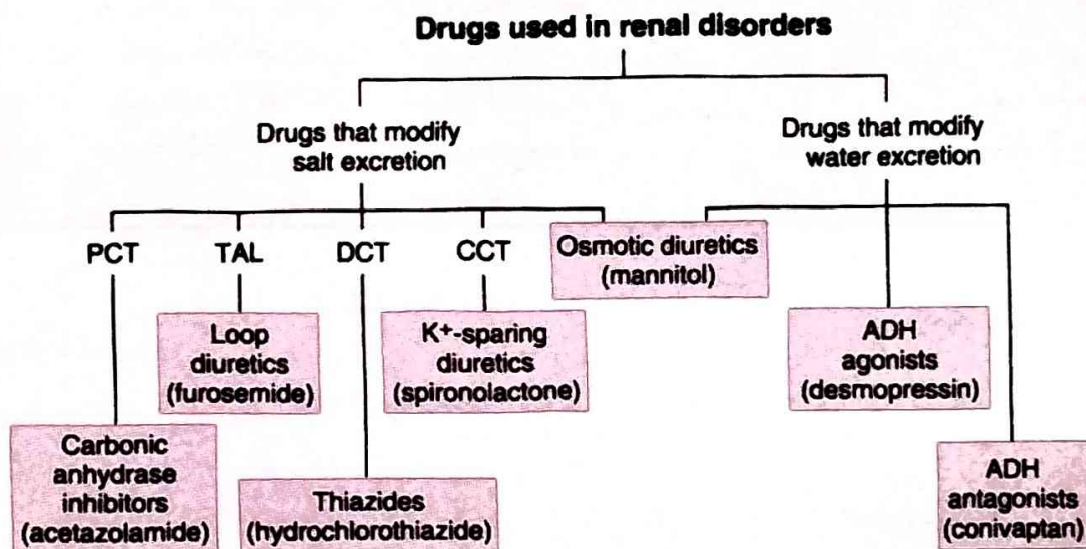 Drugs used in renal disorders
Drugs that modify
salt excretion
Drugs that modify
water excretion
PCT
TAL
DCT
CCT
Osmotic diuretics
(mannitol)
Loop
diuretics
(furosemide)
K+-sparing
diuretics
(spironolactone)
ADH
agonists
(desmopressin)
Carbonic
anhydrase
inhibitors
(acetazolamide)
Thiazides
(hydrochlorothiazide)
ADH
antagonists
(conivaptan)